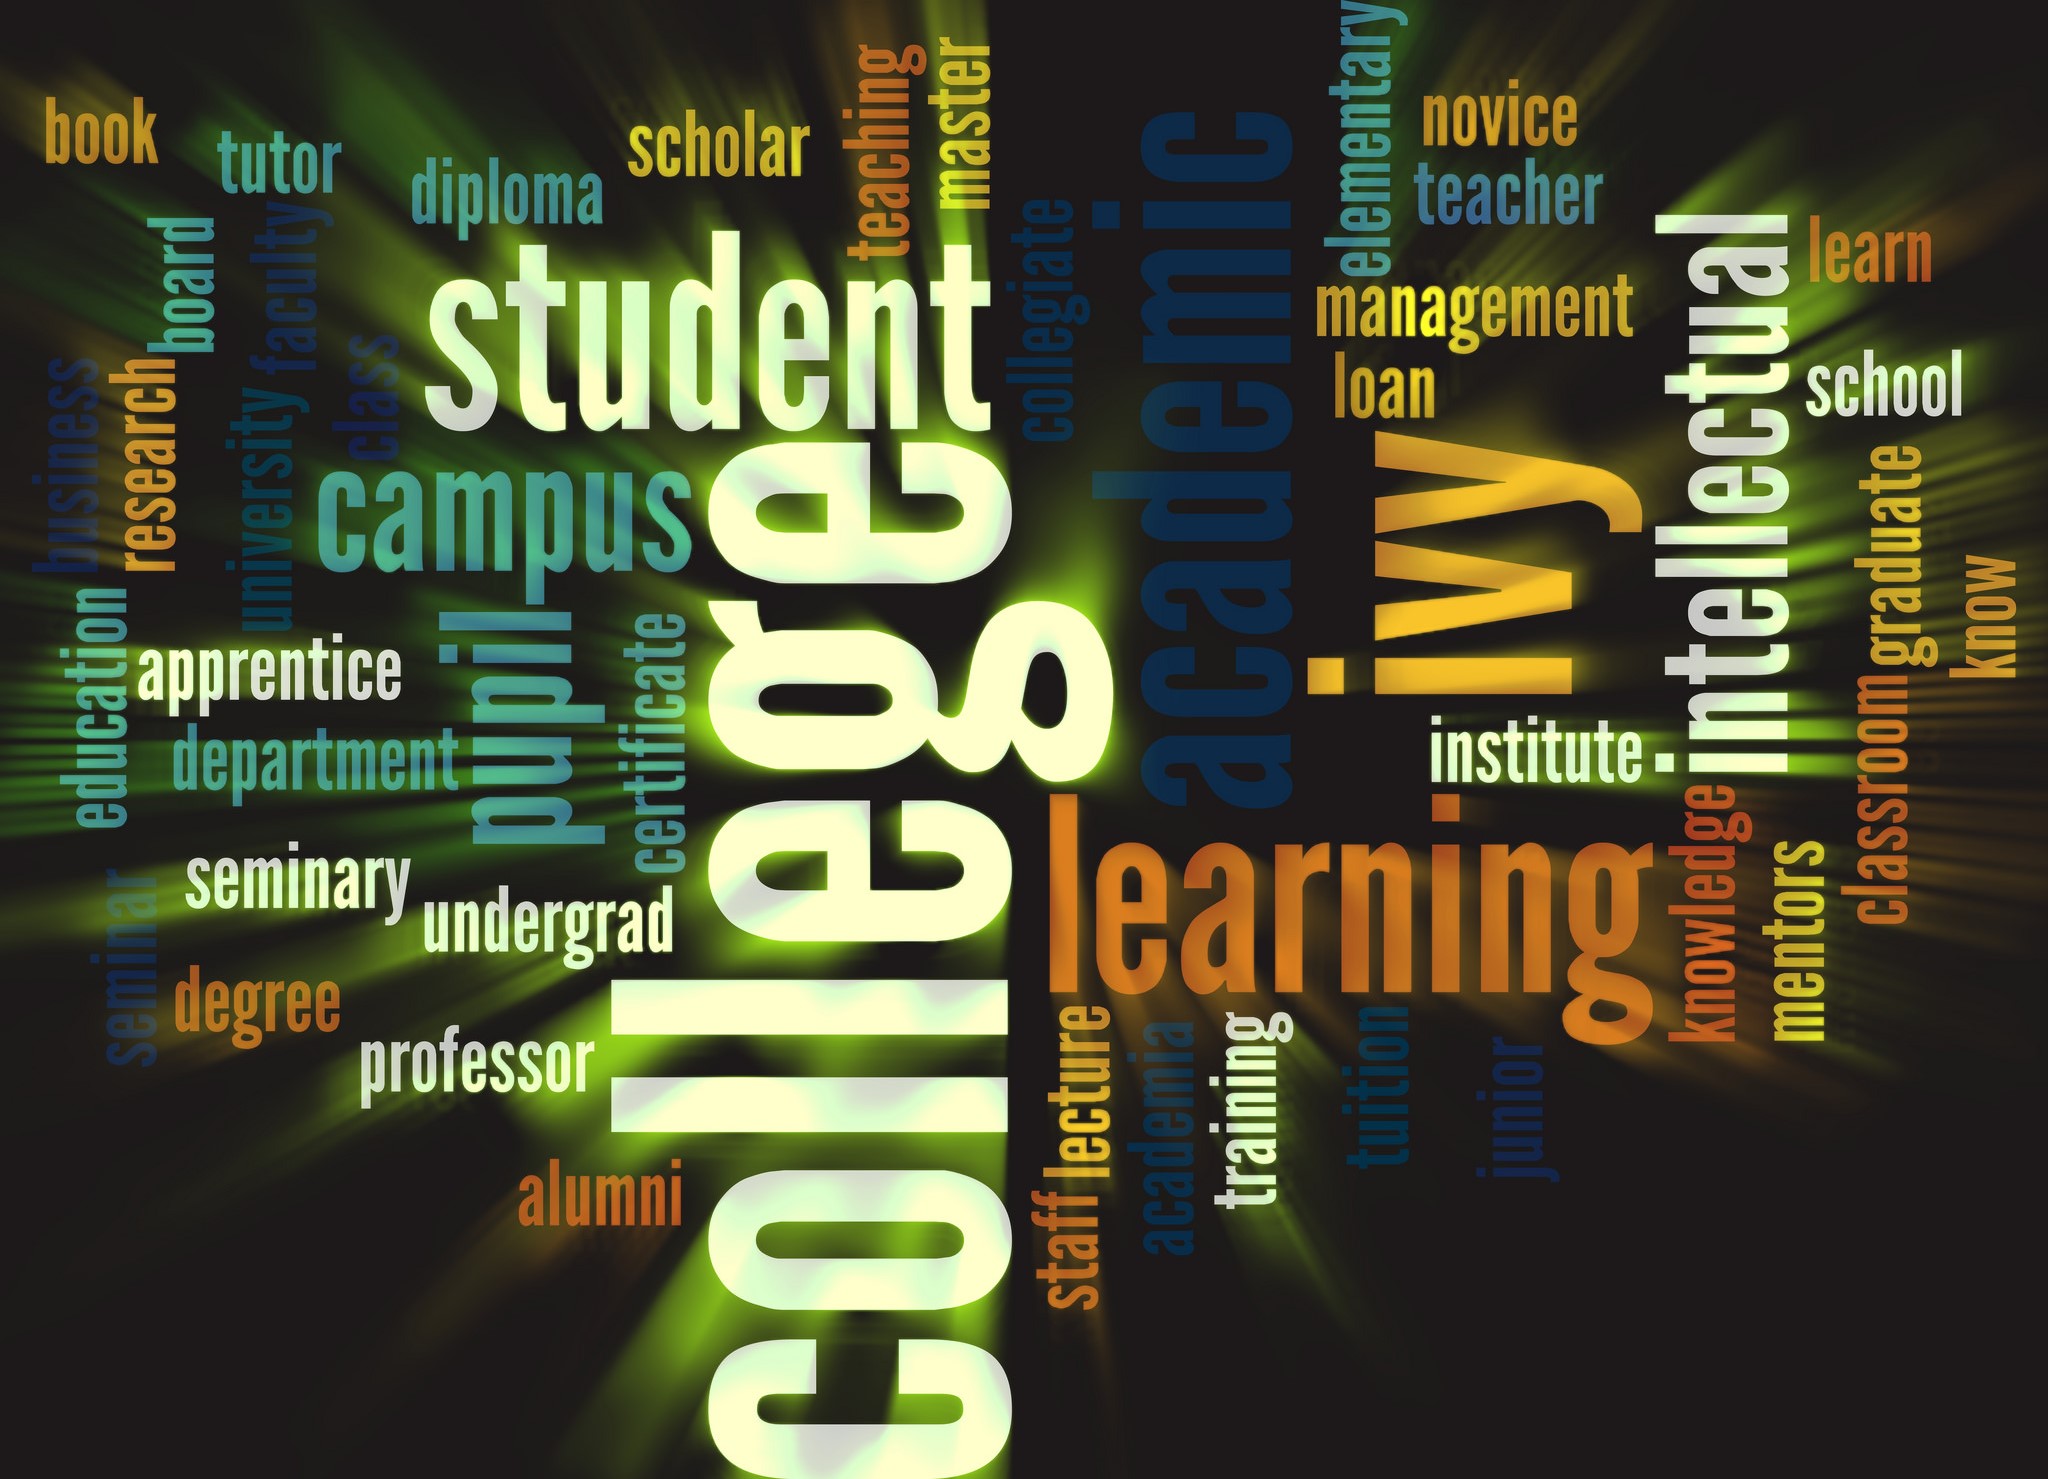 book
tutor
diploma
scholar
teaching
master
elementary
novice
teacher
board
faculty
student
collegiate
academic
management
intellectual
learn
business
research
university
class
loan
school
campus
ivy
graduate
know
education
apprentice
pupil
certificate
college
institute
department
classroom
seminary
undergrad
learning
knowledge
mentors
seminar
degree
professor
lecture
academia
training
tuition
junior
alumni
staff